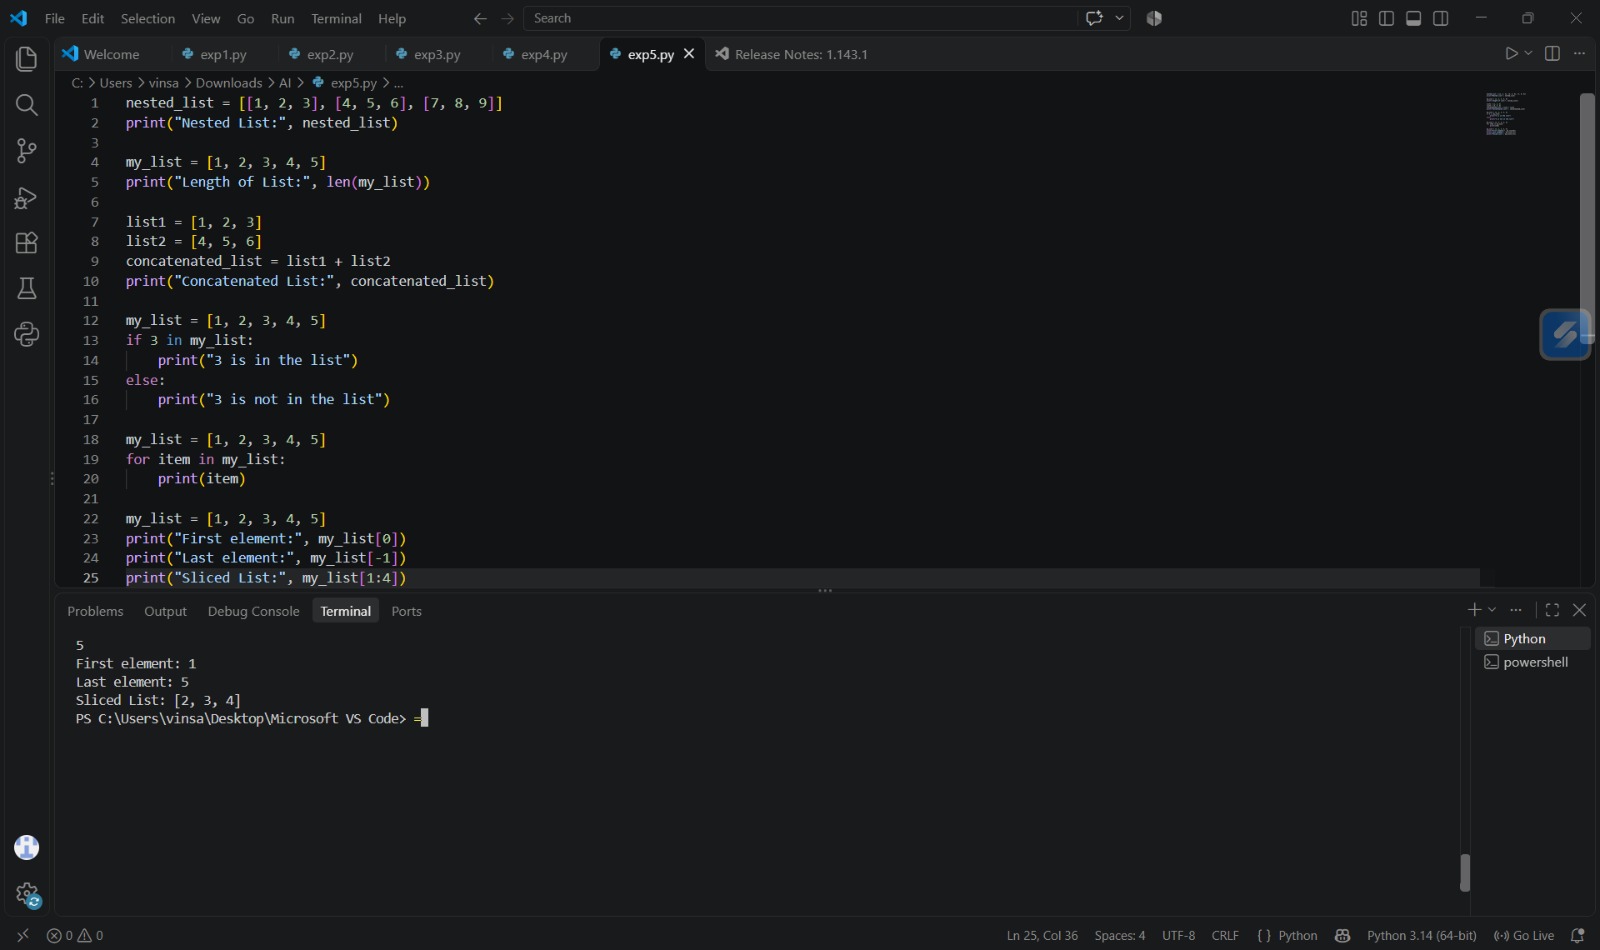 File Edit Selection View Go Run Terminal Help Search
Welcome exp1.py exp2.py exp3.py exp4.py exp5.py Release Notes: 1.143.1
C: > Users > vinsa > Downloads > AI > exp5.py > ...
1 nested_list = [[1, 2, 3], [4, 5, 6], [7, 8, 9]]
2 print("Nested List:", nested_list)
3
4 my_list = [1, 2, 3, 4, 5]
5 print("Length of List:", len(my_list))
6
7 list1 = [1, 2, 3]
8 list2 = [4, 5, 6]
9 concatenated_list = list1 + list2
10 print("Concatenated List:", concatenated_list)
11
12 my_list = [1, 2, 3, 4, 5]
13 if 3 in my_list:
14     print("3 is in the list")
15 else:
16     print("3 is not in the list")
17
18 my_list = [1, 2, 3, 4, 5]
19 for item in my_list:
20     print(item)
21
22 my_list = [1, 2, 3, 4, 5]
23 print("First element:", my_list[0])
24 print("Last element:", my_list[-1])
25 print("Sliced List:", my_list[1:4])
Problems Output Debug Console Terminal Ports
5
First element: 1
Last element: 5
Sliced List: [2, 3, 4]
PS C:\Users\vinsa\Desktop\Microsoft VS Code> =
Python
powershell
0 0 Ln 25, Col 36 Spaces: 4 UTF-8 CRLF { } Python Python 3.14 (64-bit) Go Live